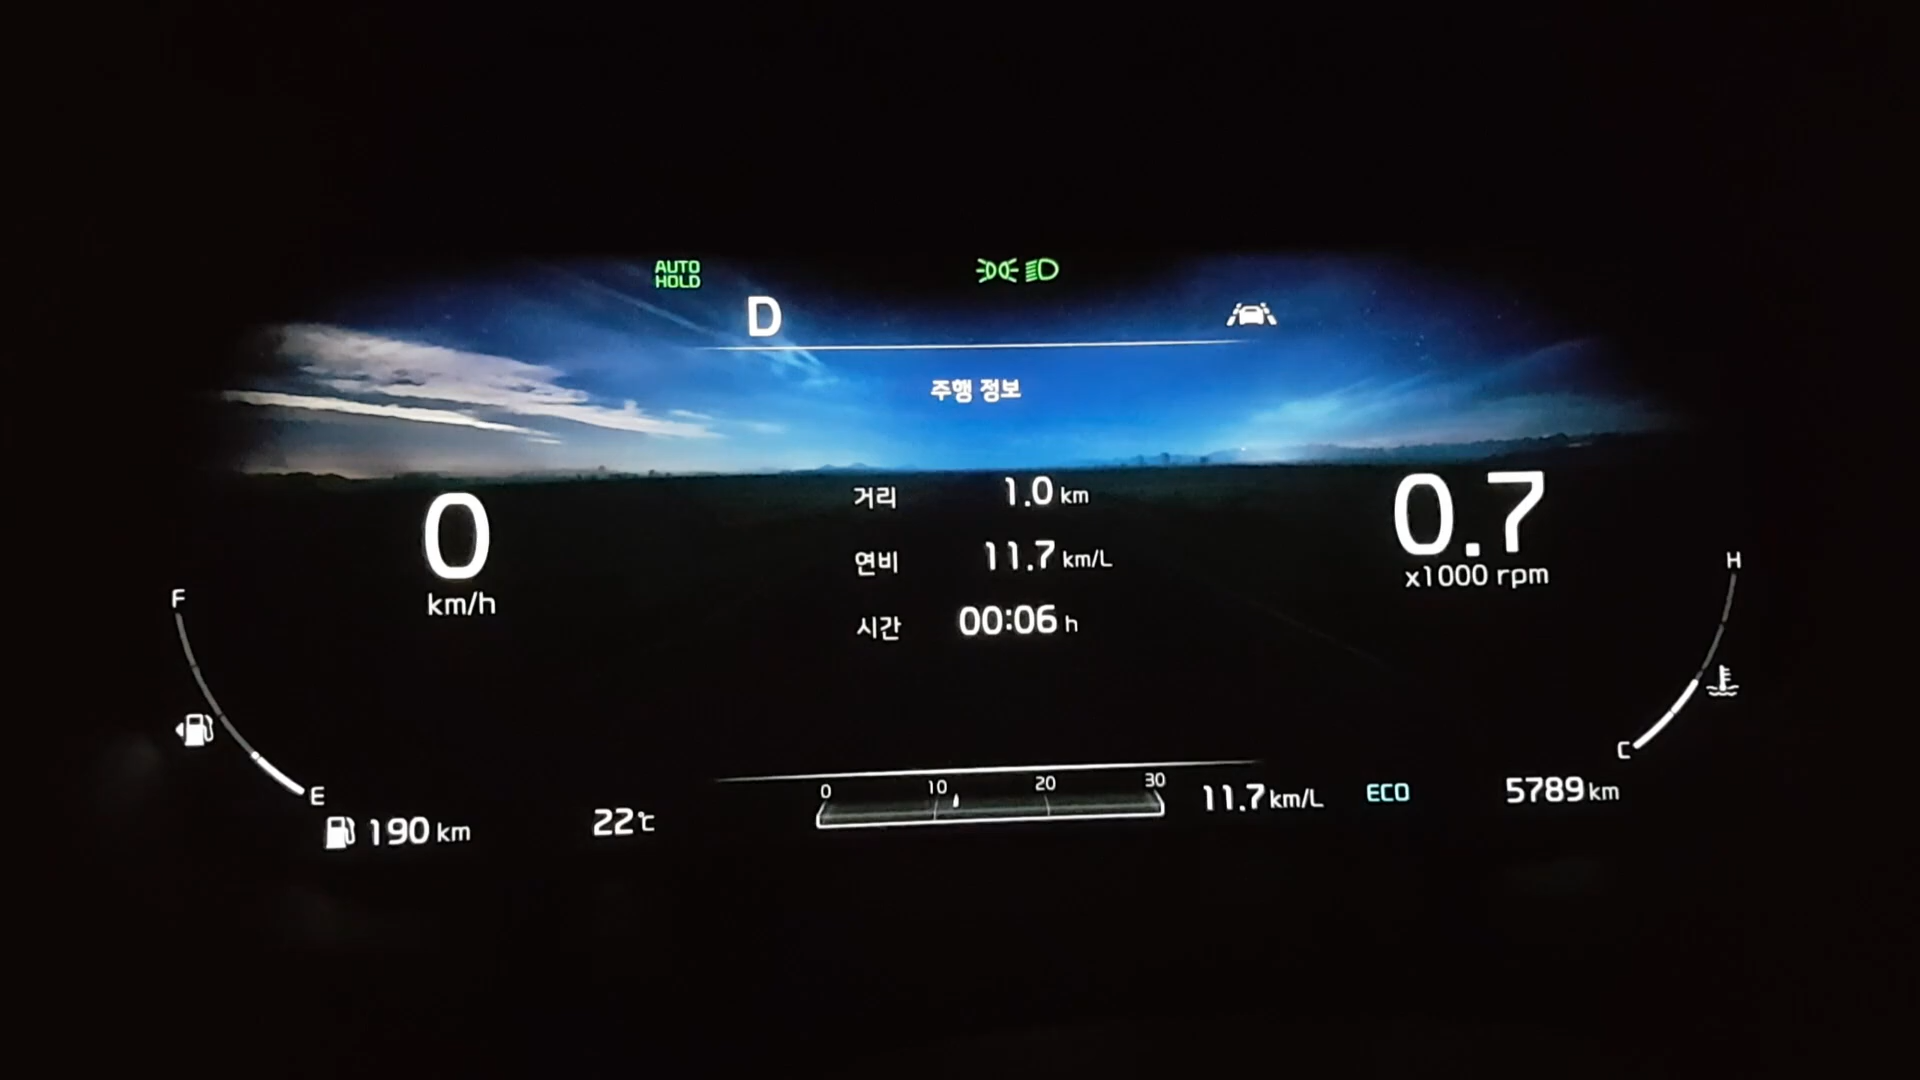 AUTO
HOLD
D
주행 정보
거리 1.0 km
연비 11.7 km/L
시간 00:06 h
0
km/h
0.7
x1000 rpm
F
E
H
C
190 km
22℃
0 10 20 30
11.7 km/L
ECO
5789 km